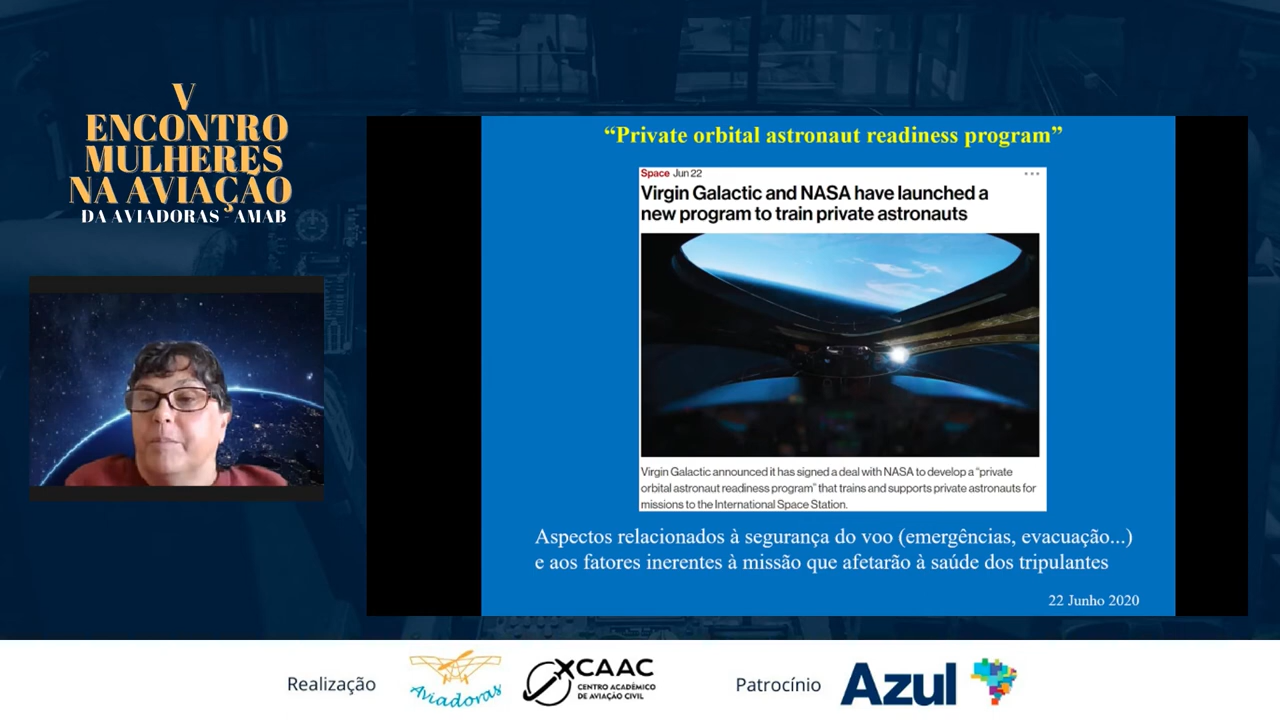 V
ENCONTRO
MULHERES
NA AVIAÇÃO
DA AVIADORAS - AMAB
“Private orbital astronaut readiness program”
Space Jun 22
Virgin Galactic and NASA have launched a
new program to train private astronauts
Virgin Galactic announced it has signed a deal with NASA to develop a “private
orbital astronaut readiness program” that trains and supports private astronauts for
missions to the International Space Station.
Aspectos relacionados à segurança do voo (emergências, evacuação...)
e aos fatores inerentes à missão que afetarão à saúde dos tripulantes
22 Junho 2020
Realização
Aviadoras
CAAC
CENTRO ACADÊMICO
DE AVIAÇÃO CIVIL
Patrocínio
Azul